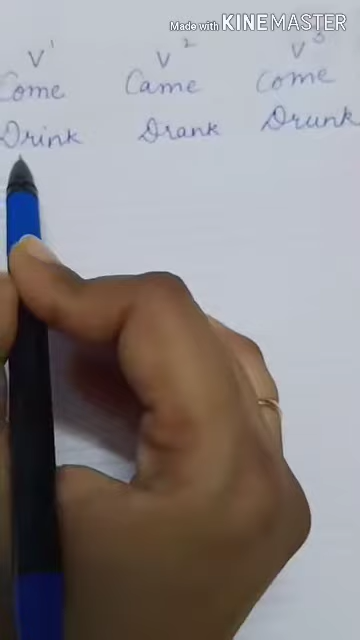 Made with KINEMASTER
V¹ V² V³
Come Came Come
Drink Drank Drunk